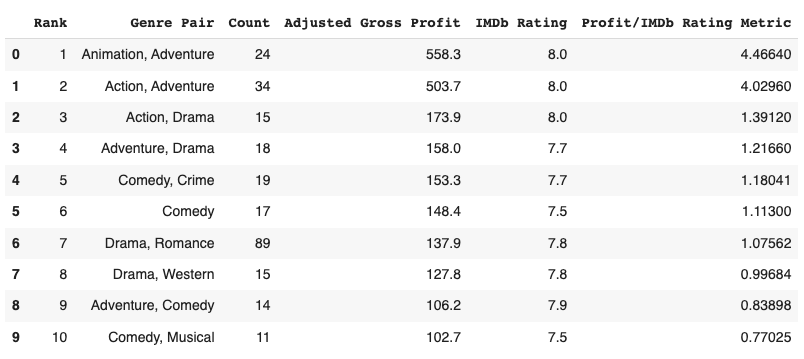 Rank Genre Pair Count Adjusted Gross Profit IMDb Rating Profit/IMDb Rating Metric
0 1 Animation, Adventure 24 558.3 8.0 4.46640
1 2 Action, Adventure 34 503.7 8.0 4.02960
2 3 Action, Drama 15 173.9 8.0 1.39120
3 4 Adventure, Drama 18 158.0 7.7 1.21660
4 5 Comedy, Crime 19 153.3 7.7 1.18041
5 6 Comedy 17 148.4 7.5 1.11300
6 7 Drama, Romance 89 137.9 7.8 1.07562
7 8 Drama, Western 15 127.8 7.8 0.99684
8 9 Adventure, Comedy 14 106.2 7.9 0.83898
9 10 Comedy, Musical 11 102.7 7.5 0.77025